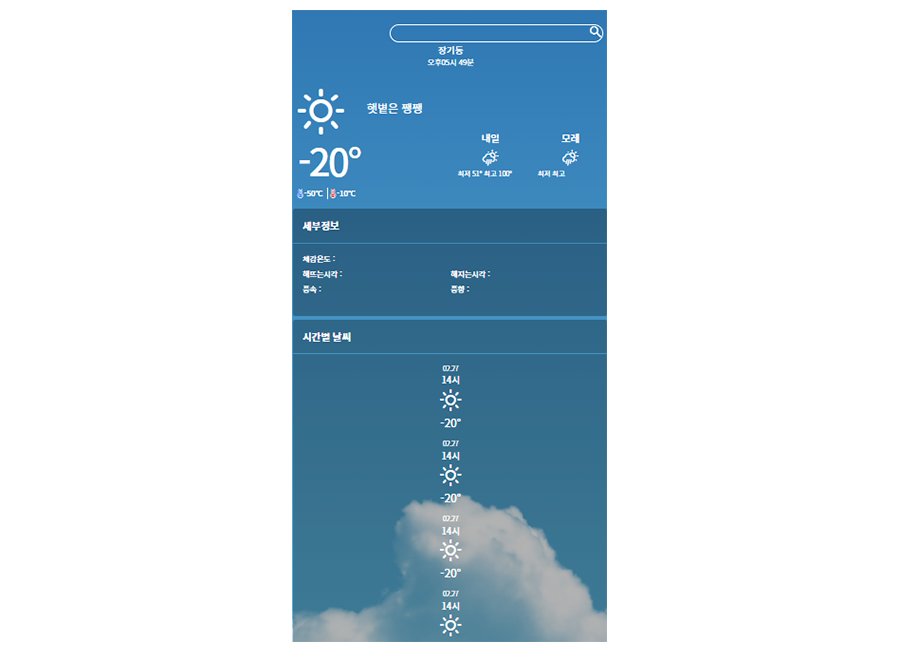 장기동
오후05시 49분
햇볕은 쨍쨍
-20°
-50℃ -10℃
내일
최저 51° 최고 100°
모레
최저 최고
세부정보
체감온도 :
해뜨는시각 : 해지는시각 :
풍속 : 풍향 :
시간별 날씨
02.27
14시
-20°
02.27
14시
-20°
02.27
14시
-20°
02.27
14시